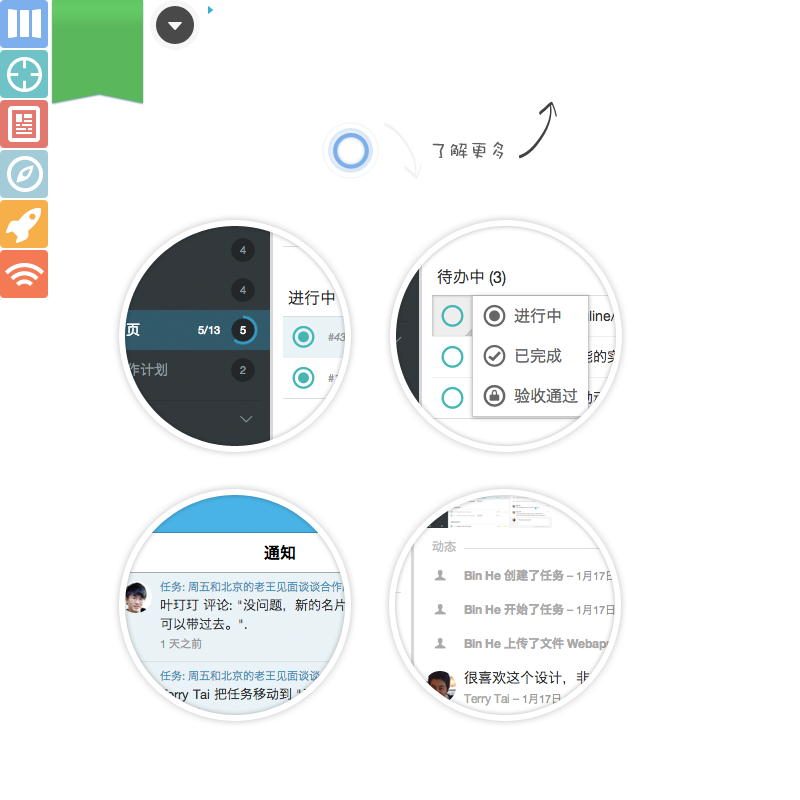 了解更多
4
4
页 5/13 5
作计划 2
进行中
#43
待办中 (3)
进行中
已完成
验收通过
line/
能的实
通知
任务: 周五和北京的老王见面谈谈合作
叶玎玎 评论: "没问题，新的名片
可以带过去。".
1 天之前
任务: 周五和北京的老王见面谈谈
Terry Tai 把任务移动到 "
动态
Bin He 创建了任务 – 1月17日
Bin He 开始了任务 – 1月17日
Bin He 上传了文件 Webapp
很喜欢这个设计，非
Terry Tai – 1月17日